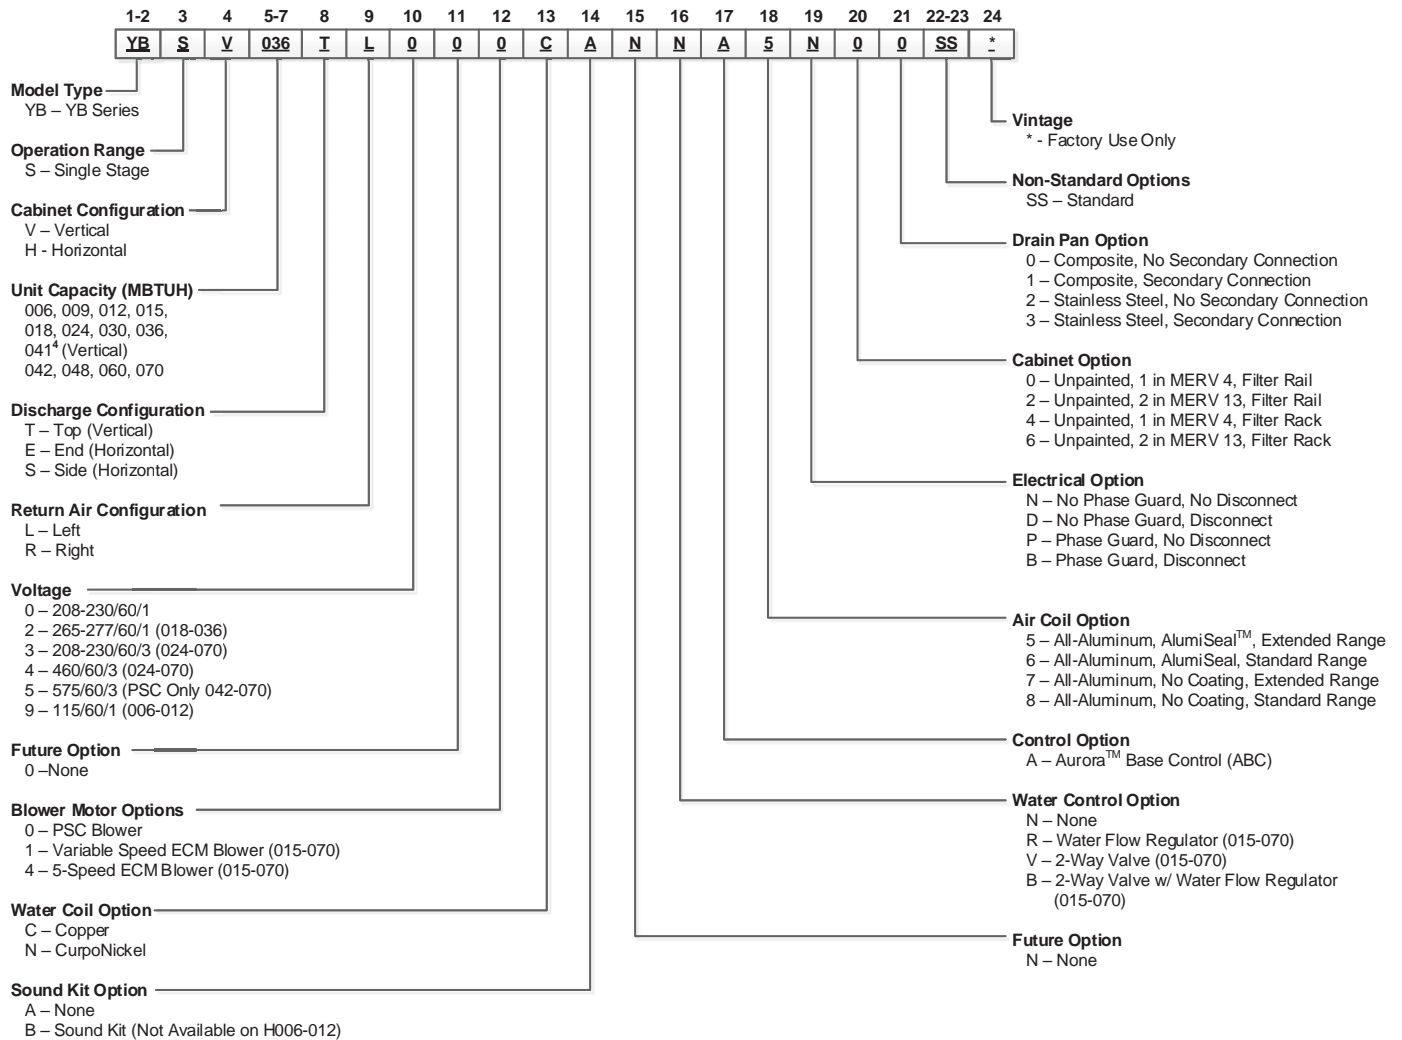 1-2 3 4 5-7 8 9 10 11 12 13 14 15 16 17 18 19 20 21 22-23 24
YB S V 036 T L 0 0 0 C A N N A 5 N 0 0 SS *
Model Type
YB – YB Series
Operation Range
S – Single Stage
Cabinet Configuration
V – Vertical
H - Horizontal
Unit Capacity (MBTUH)
006, 009, 012, 015,
018, 024, 030, 036,
041⁴ (Vertical)
042, 048, 060, 070
Discharge Configuration
T – Top (Vertical)
E – End (Horizontal)
S – Side (Horizontal)
Return Air Configuration
L – Left
R – Right
Voltage
0 – 208-230/60/1
2 – 265-277/60/1 (018-036)
3 – 208-230/60/3 (024-070)
4 – 460/60/3 (024-070)
5 – 575/60/3 (PSC Only 042-070)
9 – 115/60/1 (006-012)
Future Option
0 –None
Blower Motor Options
0 – PSC Blower
1 – Variable Speed ECM Blower (015-070)
4 – 5-Speed ECM Blower (015-070)
Water Coil Option
C – Copper
N – CurpoNickel
Sound Kit Option
A – None
B – Sound Kit (Not Available on H006-012)
Vintage
* - Factory Use Only
Non-Standard Options
SS – Standard
Drain Pan Option
0 – Composite, No Secondary Connection
1 – Composite, Secondary Connection
2 – Stainless Steel, No Secondary Connection
3 – Stainless Steel, Secondary Connection
Cabinet Option
0 – Unpainted, 1 in MERV 4, Filter Rail
2 – Unpainted, 2 in MERV 13, Filter Rail
4 – Unpainted, 1 in MERV 4, Filter Rack
6 – Unpainted, 2 in MERV 13, Filter Rack
Electrical Option
N – No Phase Guard, No Disconnect
D – No Phase Guard, Disconnect
P – Phase Guard, No Disconnect
B – Phase Guard, Disconnect
Air Coil Option
5 – All-Aluminum, AlumiSeal™, Extended Range
6 – All-Aluminum, AlumiSeal, Standard Range
7 – All-Aluminum, No Coating, Extended Range
8 – All-Aluminum, No Coating, Standard Range
Control Option
A – Aurora™ Base Control (ABC)
Water Control Option
N – None
R – Water Flow Regulator (015-070)
V – 2-Way Valve (015-070)
B – 2-Way Valve w/ Water Flow Regulator
(015-070)
Future Option
N – None